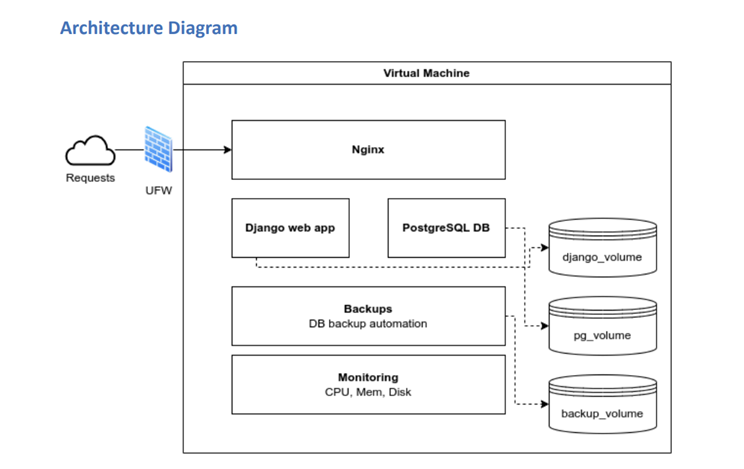 Architecture Diagram
Virtual Machine
Nginx
Requests
UFW
Django web app
PostgreSQL DB
django_volume
Backups
DB backup automation
pg_volume
Monitoring
CPU, Mem, Disk
backup_volume